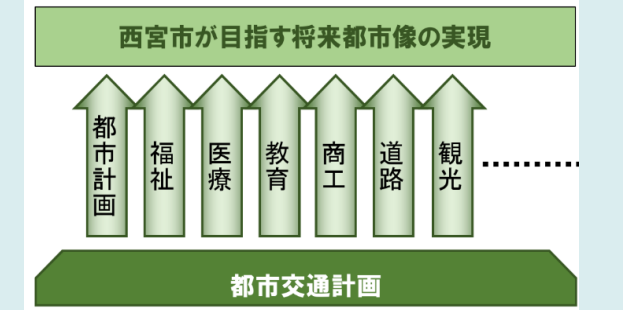 西宮市が目指す将来都市像の実現
都市計画
福祉
医療
教育
商工
道路
観光
都市交通計画